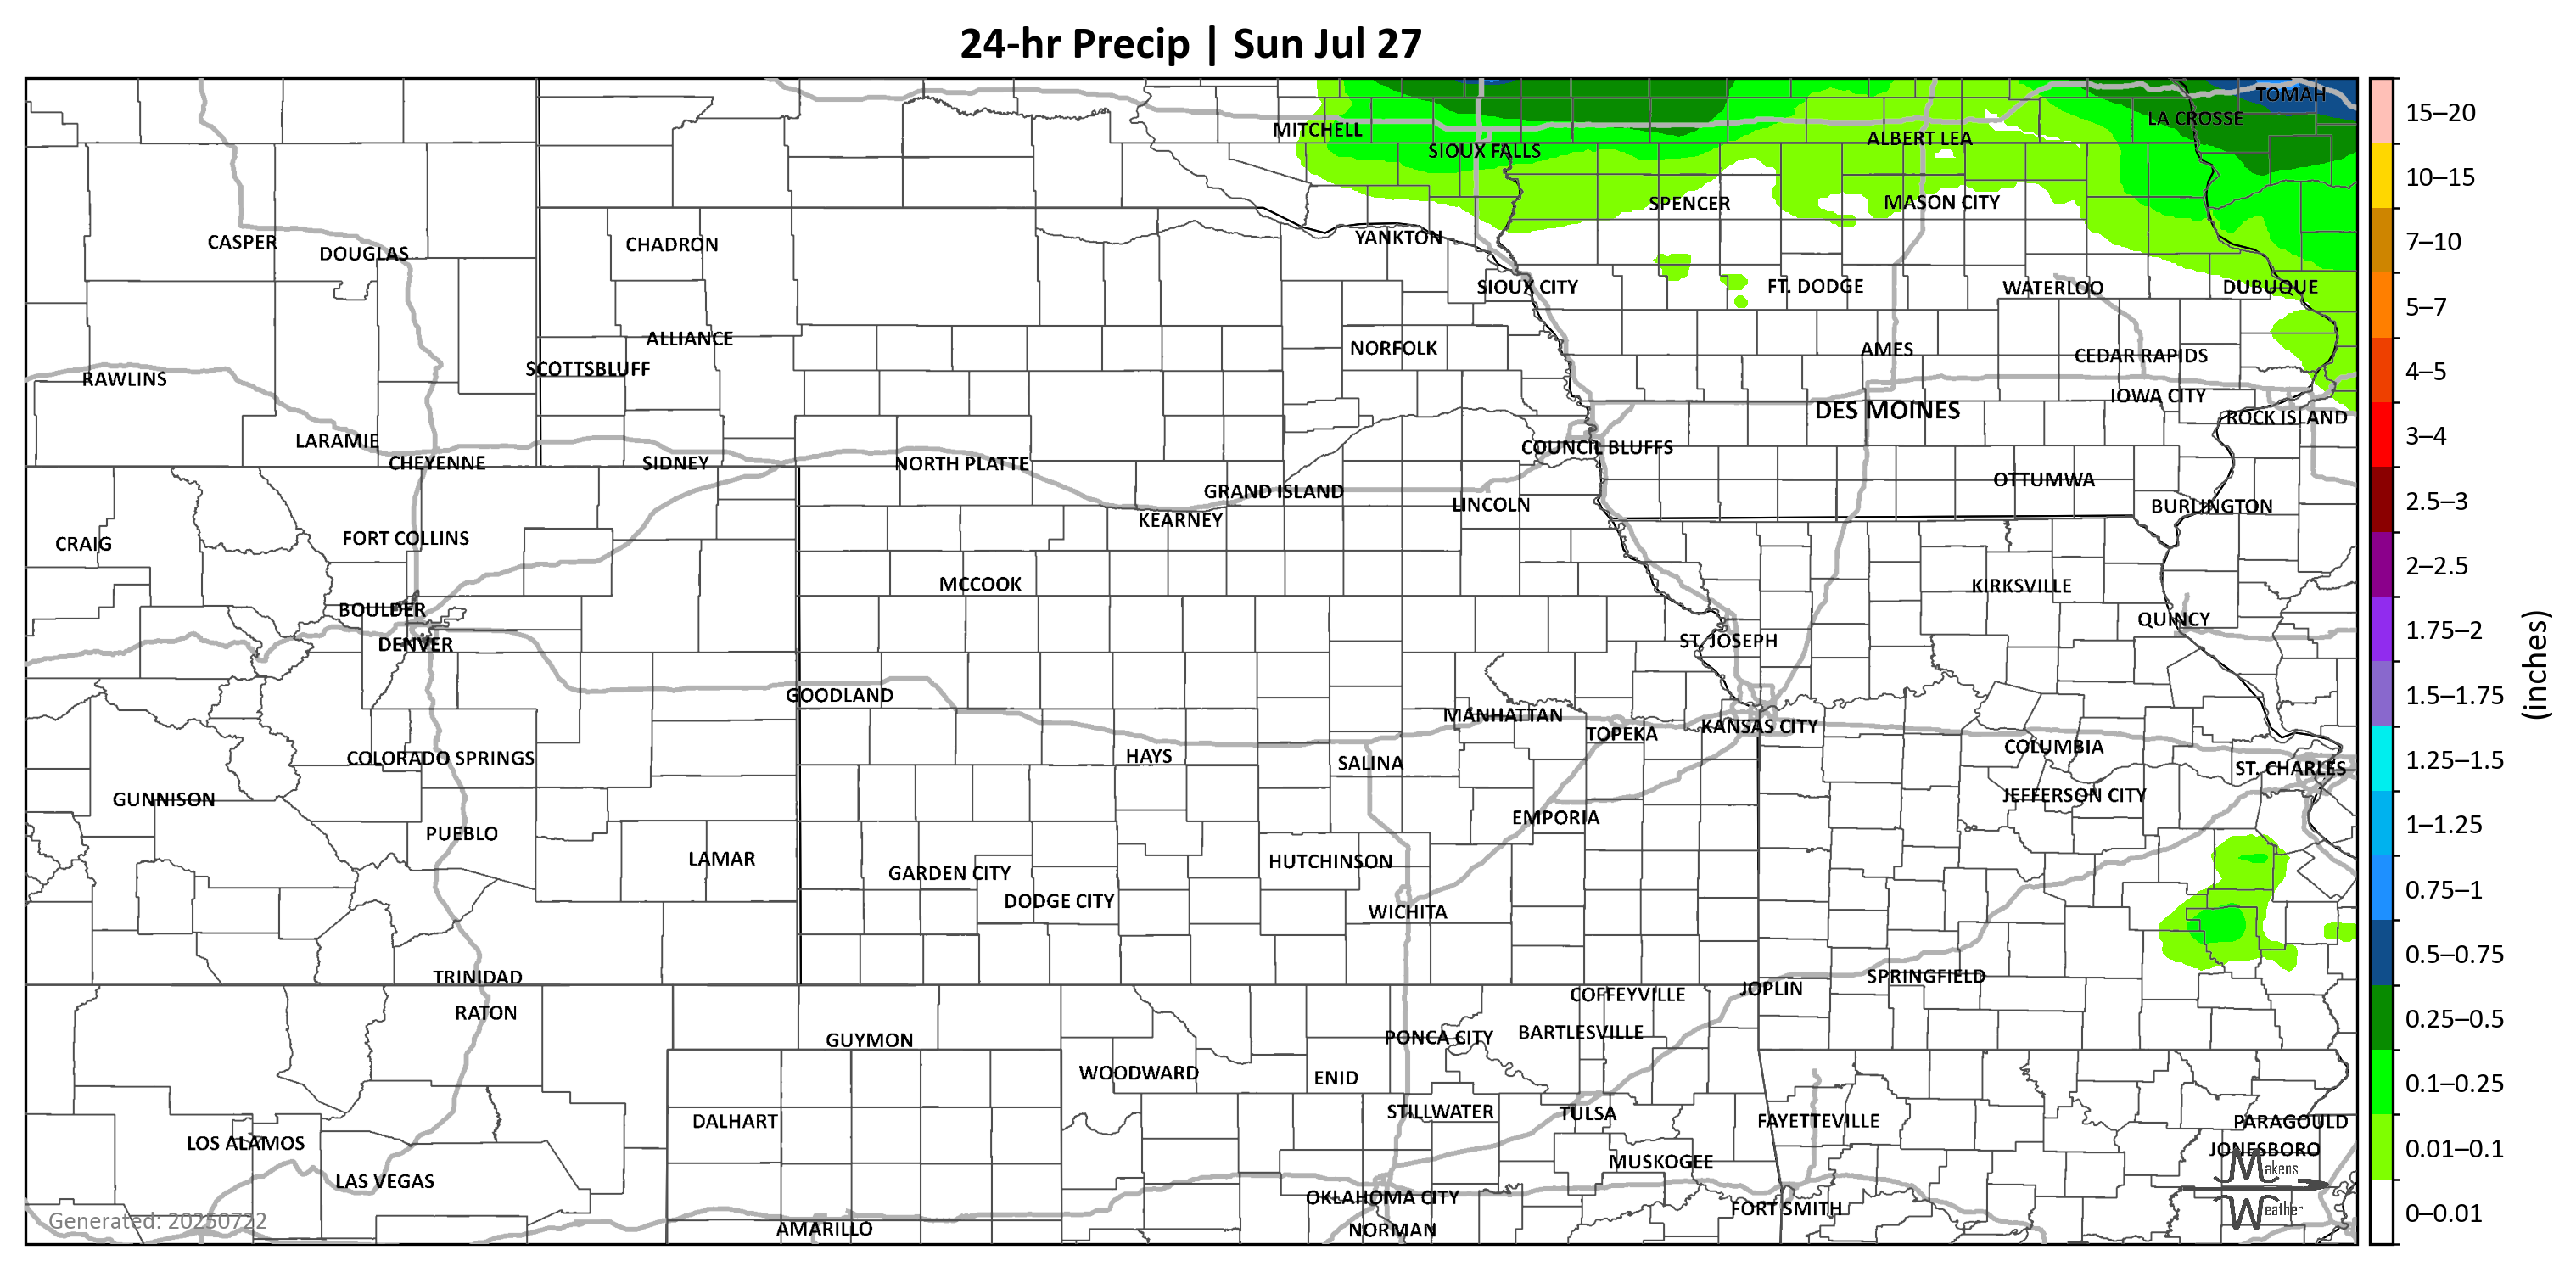 24-hr Precip | Sun Jul 27
TOMAH
LA CROSSE
MITCHELL
ALBERT LEA
SIOUX FALLS
SPENCER
MASON CITY
YANKTON
CASPER
CHADRON
DOUGLAS
SIOUX CITY
FT. DODGE
WATERLOO
DUBUQUE
ALLIANCE
NORFOLK
AMES
CEDAR RAPIDS
SCOTTSBLUFF
RAWLINS
IOWA CITY
DES MOINES
ROCK ISLAND
LARAMIE
COUNCIL BLUFFS
CHEYENNE
SIDNEY
NORTH PLATTE
OTTUMWA
GRAND ISLAND
LINCOLN
BURLINGTON
KEARNEY
FORT COLLINS
CRAIG
MCCOOK
KIRKSVILLE
BOULDER
QUINCY
DENVER
ST. JOSEPH
GOODLAND
MANHATTAN
KANSAS CITY
TOPEKA
COLUMBIA
COLORADO SPRINGS
HAYS
SALINA
ST. CHARLES
GUNNISON
JEFFERSON CITY
EMPORIA
PUEBLO
LAMAR
HUTCHINSON
GARDEN CITY
DODGE CITY
WICHITA
TRINIDAD
SPRINGFIELD
JOPLIN
COFFEYVILLE
RATON
BARTLESVILLE
PONCA CITY
GUYMON
WOODWARD
ENID
STILLWATER
TULSA
DALHART
FAYETTEVILLE
PARAGOULD
LOS ALAMOS
JONESBORO
MUSKOGEE
Makens
LAS VEGAS
OKLAHOMA CITY
FORT SMITH
Weather
Generated: 20250722
AMARILLO
NORMAN
15–20
10–15
7–10
5–7
4–5
3–4
2.5–3
2–2.5
1.75–2
1.5–1.75
1.25–1.5
1–1.25
0.75–1
0.5–0.75
0.25–0.5
0.1–0.25
0.01–0.1
0–0.01
(inches)